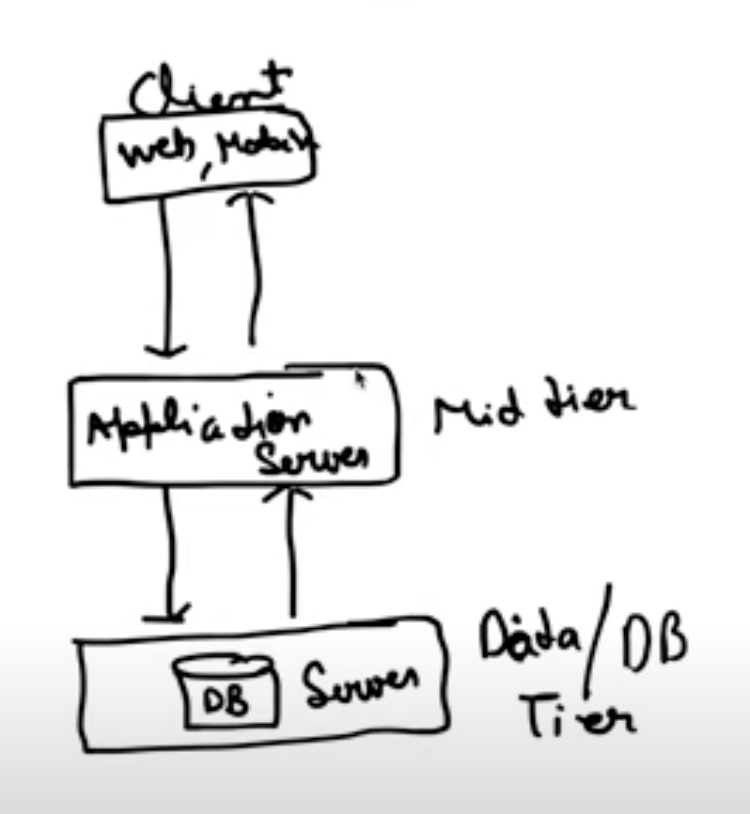 Client
Web, Mobile
Application
Server
Mid tier
DB Server
Data/DB
Tier